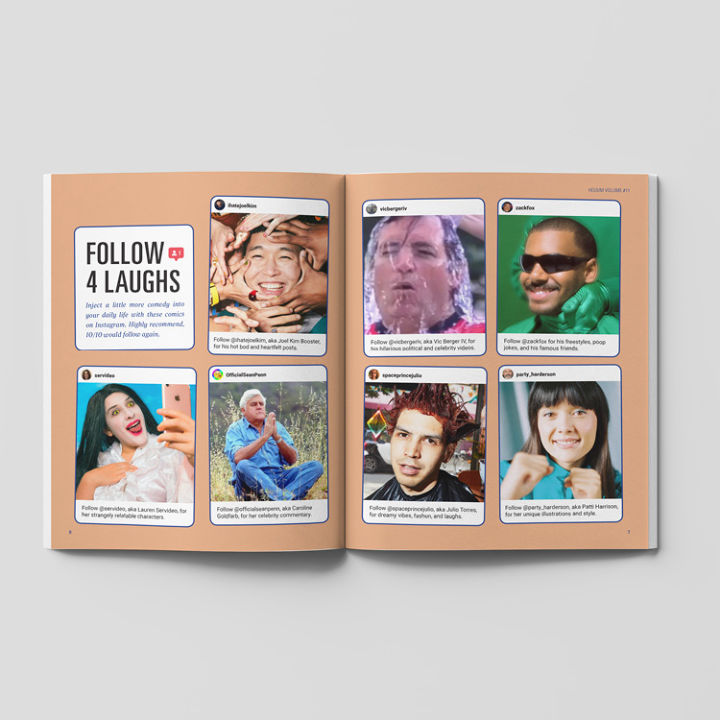 FOLLOW
4 LAUGHS
1
Inject a little more comedy into
your daily life with these comics
on Instagram. Highly recommend,
10/10 would follow again.
ihatejoelkim
Follow @ihatejoelkim, aka Joel Kim Booster,
for his hot bod and heartfelt posts.
servideo
Follow @servideo, aka Lauren Servideo, for
her strangely relatable characters.
OfficialSeanPenn
Follow @officialseanpenn, aka Caroline
Goldfarb, for her celebrity commentary.
6
HOUUM VOLUME #11
vicbergeriv
Follow @vicbergeriv, aka Vic Berger IV, for
his hilarious political and celebrity videos.
zackfox
Follow @zackfox for his freestyles, poop
jokes, and his famous friends.
spaceprincejulio
Follow @spaceprincejulio, aka Julio Torres,
for dreamy vibes, fashun, and laughs.
party_harderson
Follow @party_harderson, aka Patti Harrison,
for her unique illustrations and style.
7